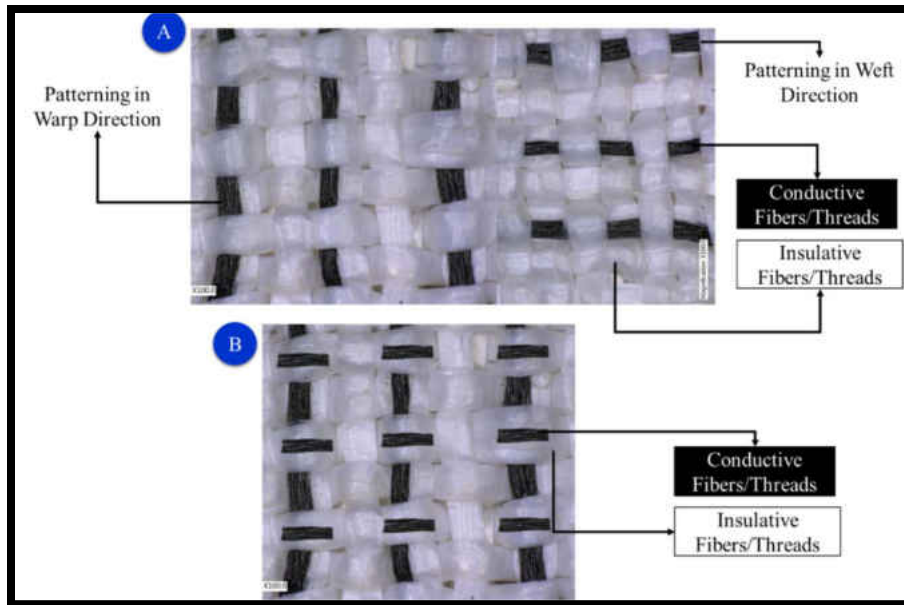 A
Patterning in
Warp Direction
Patterning in Weft
Direction
Conductive
Fibers/Threads
Insulative
Fibers/Threads
B
Conductive
Fibers/Threads
Insulative
Fibers/Threads